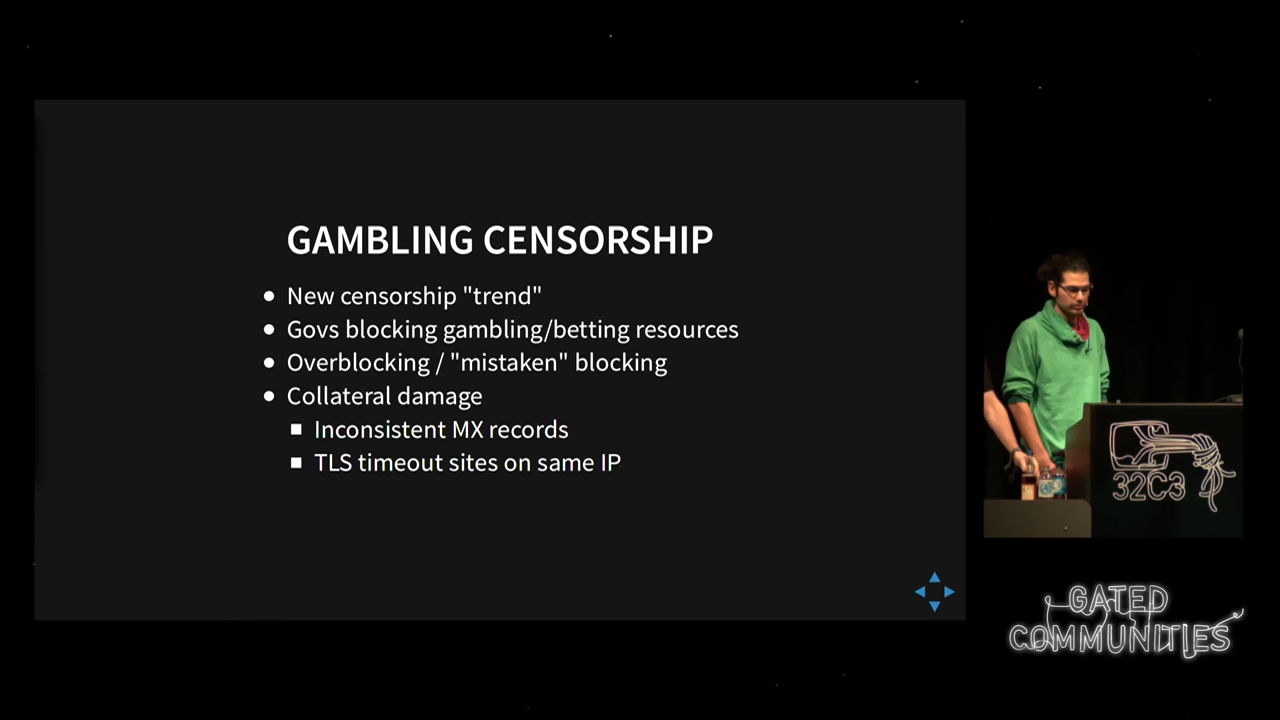 GAMBLING CENSORSHIP
New censorship "trend"
Govs blocking gambling/betting resources
Overblocking / "mistaken" blocking
Collateral damage
Inconsistent MX records
TLS timeout sites on same IP
32C3
GATED
COMMUNITIES